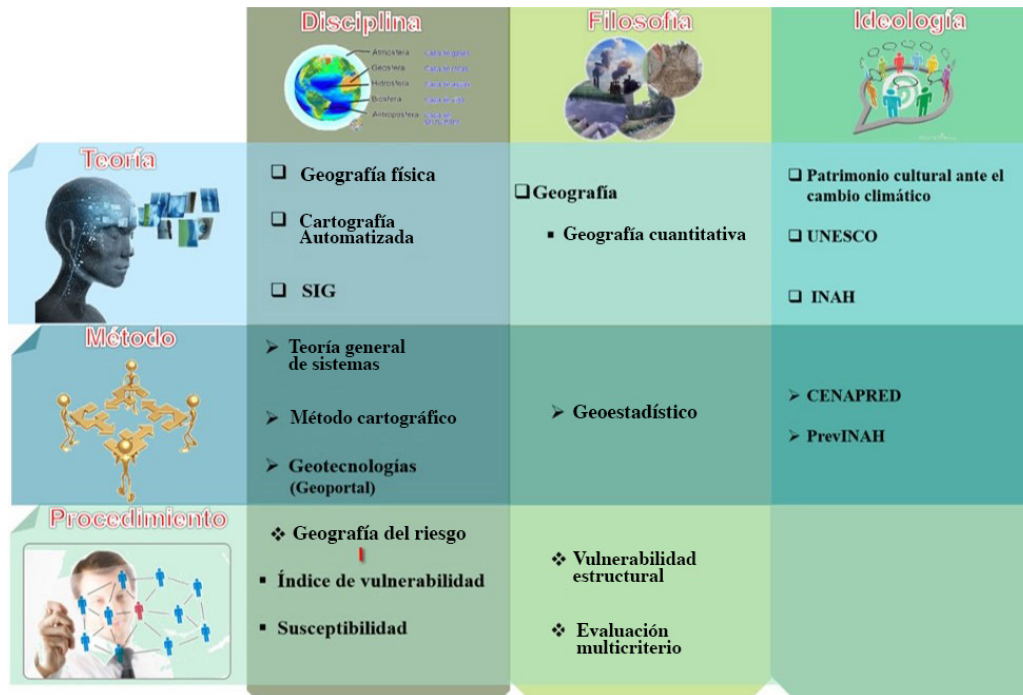 Disciplina
Filosofía
Ideología
Atmósfera
Geosfera
Hidrosfera
Biosfera
Antroposfera
Teoría
❑ Geografía física
❑ Cartografía
Automatizada
❑ SIG
❑ Geografía
▪ Geografía cuantitativa
❑ Patrimonio cultural ante el
cambio climático
❑ UNESCO
❑ INAH
Método
➢ Teoría general
de sistemas
➢ Método cartográfico
➢ Geotecnologías
(Geoportal)
➢ Geoestadístico
➢ CENAPRED
➢ PrevINAH
Procedimiento
❖ Geografía del riesgo
▪ Índice de vulnerabilidad
▪ Susceptibilidad
❖ Vulnerabilidad
estructural
❖ Evaluación
multicriterio